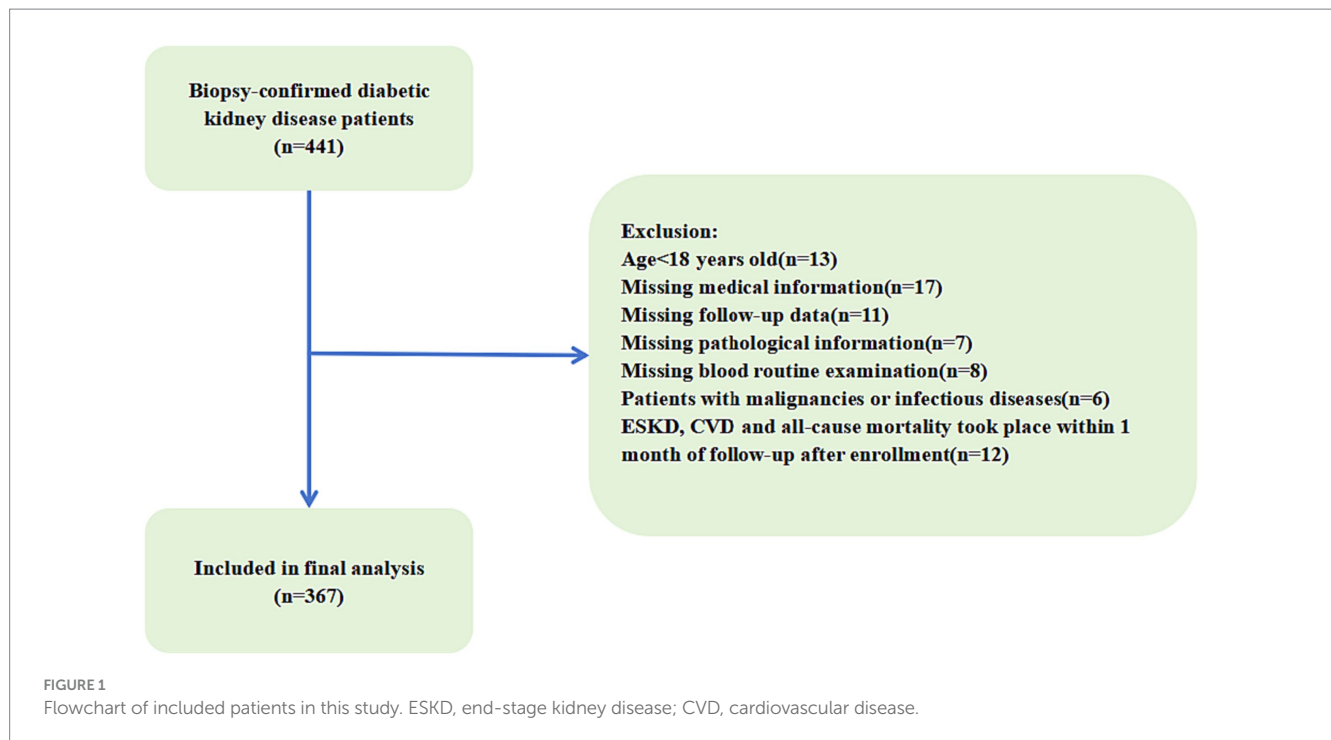 Biopsy-confirmed diabetic
kidney disease patients
(n=441)
Exclusion:
Age<18 years old(n=13)
Missing medical information(n=17)
Missing follow-up data(n=11)
Missing pathological information(n=7)
Missing blood routine examination(n=8)
Patients with malignancies or infectious diseases(n=6)
ESKD, CVD and all-cause mortality took place within 1
month of follow-up after enrollment(n=12)
Included in final analysis
(n=367)
FIGURE 1
Flowchart of included patients in this study. ESKD, end-stage kidney disease; CVD, cardiovascular disease.